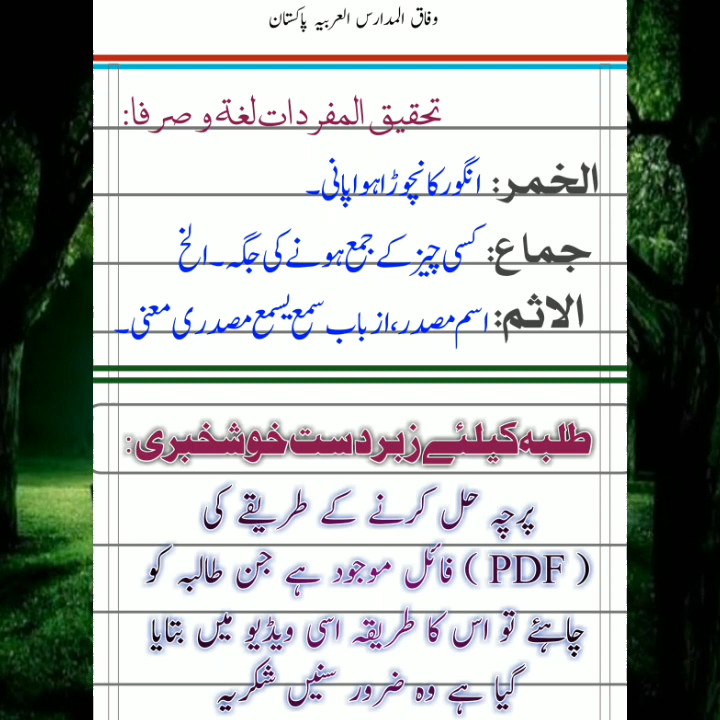 وفاق المدارس العربیہ پاکستان
تحقیق المفردات لغة و صرفا:
الخمر: انگور کا نچوڑا ہوا پانی۔
جماع: کسی چیز کے جمع ہونے کی جگہ۔ الخ
الاثم: اسم مصدر، از باب سمع یسمع مصدری معنی۔
طلبہ کیلئے زبردست خوشخبری:
پرچہ حل کرنے کے طریقے کی
( PDF ) فائل موجود ہے جن طالبہ کو
چاہئے تو اس کا طریقہ اسی ویڈیو میں بتایا
گیا ہے وہ ضرور سنیں شکریہ